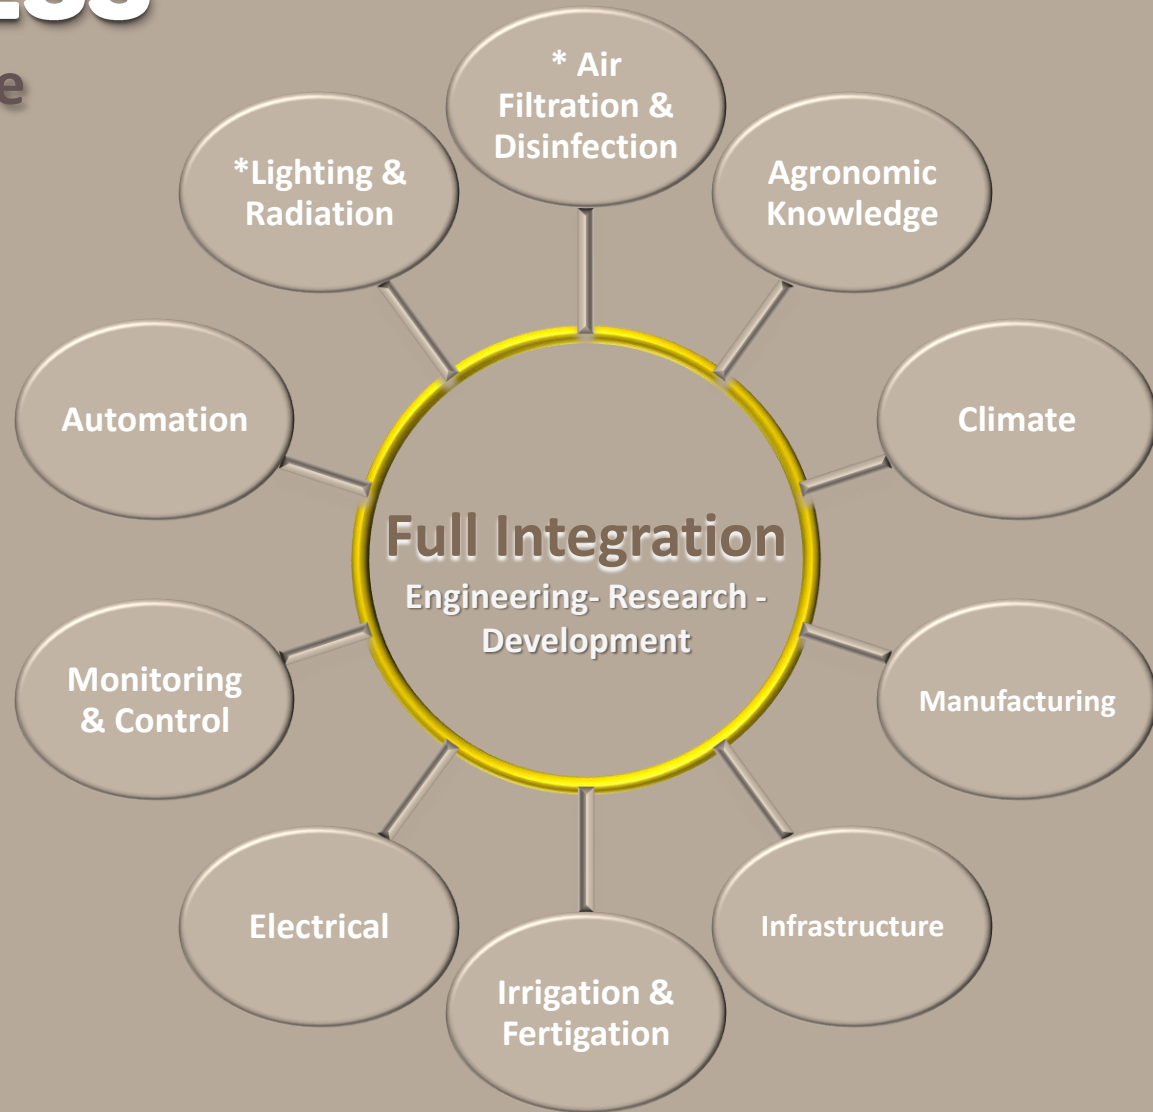 * Air
Filtration &
Disinfection
Agronomic
Knowledge
Climate
Manufacturing
Infrastructure
Irrigation &
Fertigation
Electrical
Monitoring
& Control
Automation
*Lighting &
Radiation
Full Integration
Engineering- Research -
Development